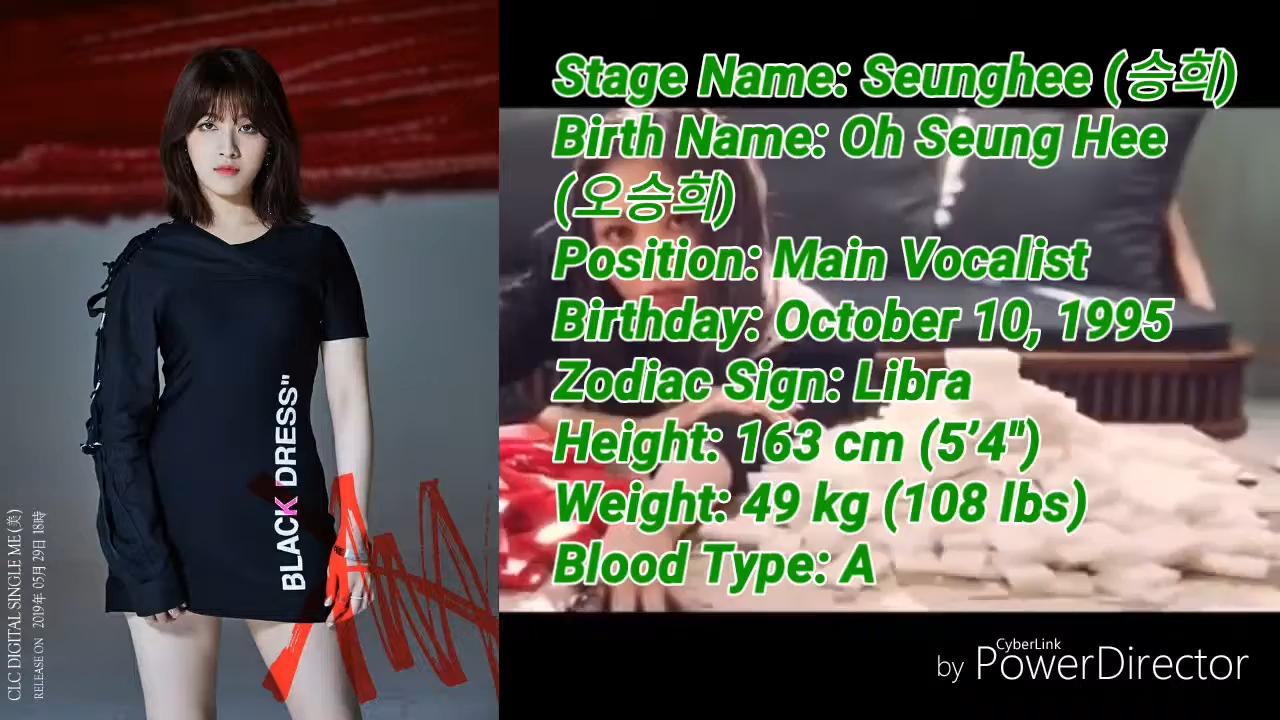 CLC DIGITAL SINGLE ME(美)
RELEASE ON 2019年 05月 29日 18時
BLACK DRESS"
Stage Name: Seunghee (승희)
Birth Name: Oh Seung Hee
(오승희)
Position: Main Vocalist
Birthday: October 10, 1995
Zodiac Sign: Libra
Height: 163 cm (5’4")
Weight: 49 kg (108 lbs)
Blood Type: A
CyberLink
by PowerDirector